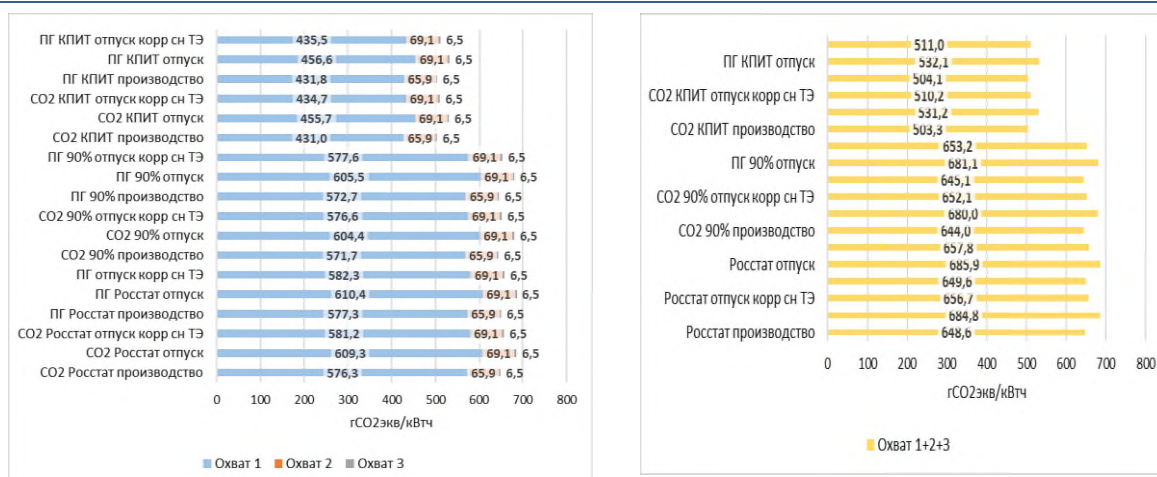 ПГ КПИТ отпуск корр сн ТЭ 435,5 69,1 6,5
ПГ КПИТ отпуск 456,6 69,1 6,5
ПГ КПИТ производство 431,8 65,9 6,5
СО2 КПИТ отпуск корр сн ТЭ 434,7 69,1 6,5
СО2 КПИТ отпуск 455,7 69,1 6,5
СО2 КПИТ производство 431,0 65,9 6,5
ПГ 90% отпуск корр сн ТЭ 577,6 69,1 6,5
ПГ 90% отпуск 605,5 69,1 6,5
ПГ 90% производство 572,7 65,9 6,5
СО2 90% отпуск корр сн ТЭ 576,6 69,1 6,5
СО2 90% отпуск 604,4 69,1 6,5
СО2 90% производство 571,7 65,9 6,5
ПГ отпуск корр сн ТЭ 582,3 69,1 6,5
ПГ Росстат отпуск 610,4 69,1 6,5
ПГ Росстат производство 577,3 65,9 6,5
СО2 Росстат отпуск корр сн ТЭ 581,2 69,1 6,5
СО2 Росстат отпуск 609,3 69,1 6,5
СО2 Росстат производство 576,3 65,9 6,5
0 100 200 300 400 500 600 700 800
гСО2экв/кВтч
Охват 1 Охват 2 Охват 3
511,0
ПГ КПИТ отпуск 532,1
504,1
СО2 КПИТ отпуск корр сн ТЭ 510,2
531,2
СО2 КПИТ производство 503,3
653,2
ПГ 90% отпуск 681,1
645,1
СО2 90% отпуск корр сн ТЭ 652,1
680,0
СО2 90% производство 644,0
657,8
Росстат отпуск 685,9
649,6
Росстат отпуск корр сн ТЭ 656,7
684,8
Росстат производство 648,6
0 100 200 300 400 500 600 700 800
гСО2экв/кВтч
Охват 1+2+3